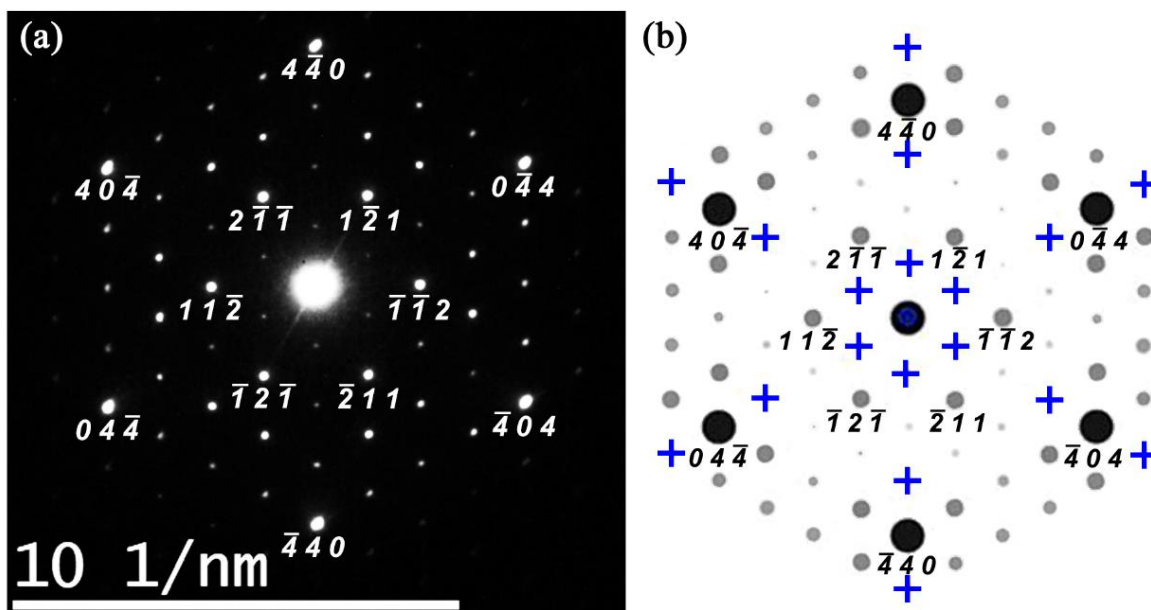 (a)
4 4̄ 0
4 0 4̄
0 4̄ 4
2 1̄ 1̄
1 2̄ 1
1 1 2̄
1̄ 1̄ 2
1̄ 2 1̄
2̄ 1 1
0 4 4̄
4̄ 0 4
4̄ 4 0
10 1/nm
(b)
4 4̄ 0
4 0 4̄
0 4̄ 4
2 1̄ 1̄
1 2̄ 1
1 1 2̄
1̄ 1̄ 2
1̄ 2 1̄
2̄ 1 1
0 4 4̄
4̄ 0 4
4̄ 4 0